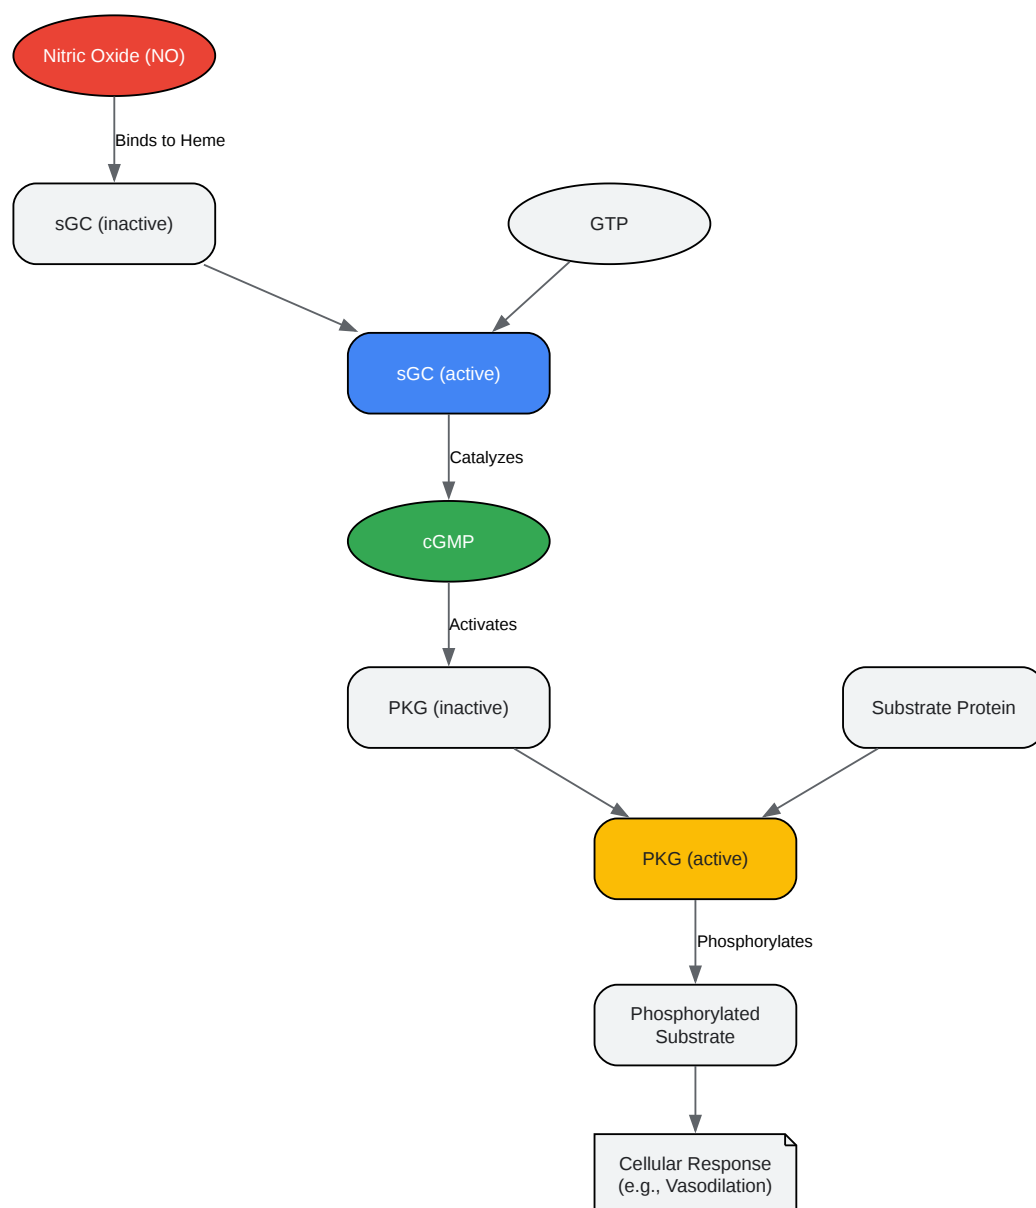 Nitric Oxide (NO)
Binds to Heme
sGC (inactive)
GTP
sGC (active)
Catalyzes
cGMP
Activates
PKG (inactive)
Substrate Protein
PKG (active)
Phosphorylates
Phosphorylated
Substrate
Cellular Response
(e.g., Vasodilation)